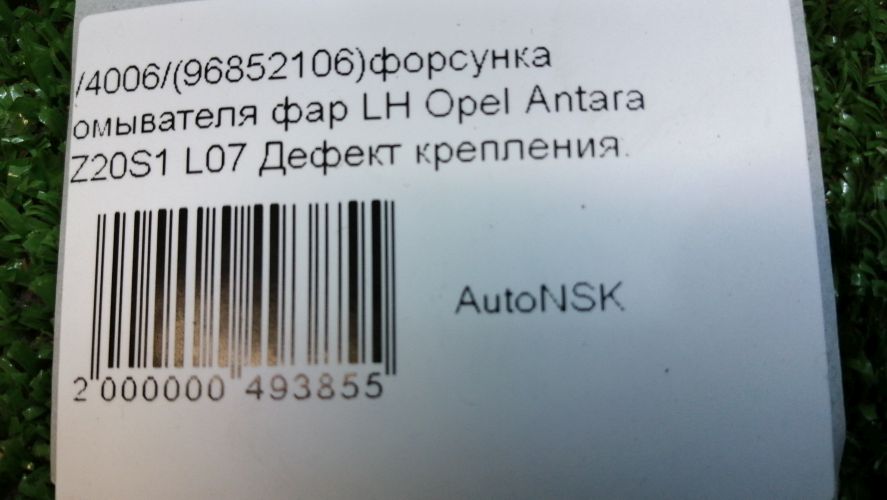 /4006/(96852106)форсунка
омывателя фар LH Opel Antara
Z20S1 L07 Дефект крепления.
AutoNSK
2 000000 493855